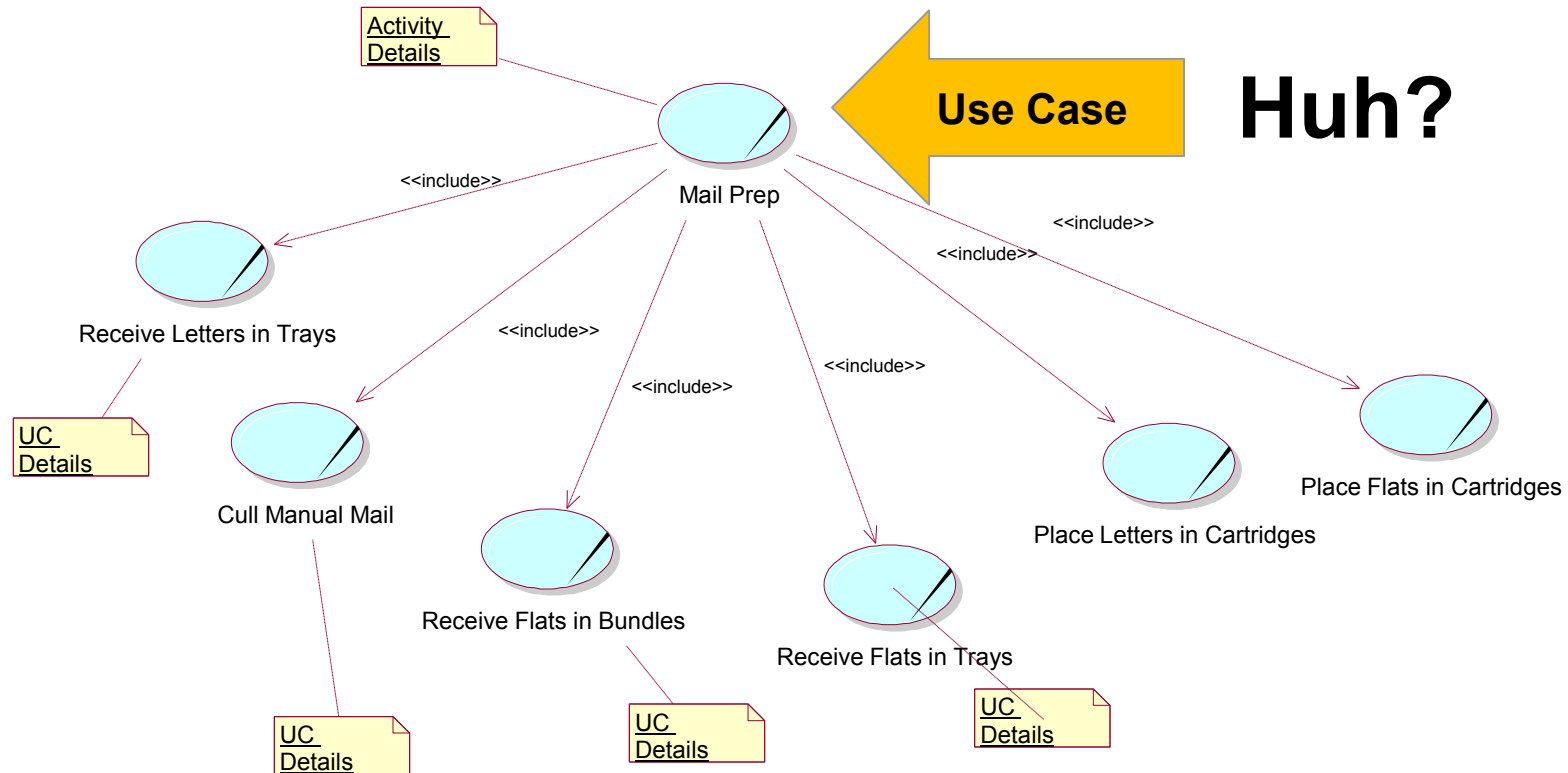 Activity
Details
Use Case
Huh?
Mail Prep
<<include>>
<<include>>
<<include>>
<<include>>
<<include>>
<<include>>
Receive Letters in Trays
UC
Details
Cull Manual Mail
UC
Details
Receive Flats in Bundles
UC
Details
Receive Flats in Trays
UC
Details
Place Letters in Cartridges
Place Flats in Cartridges